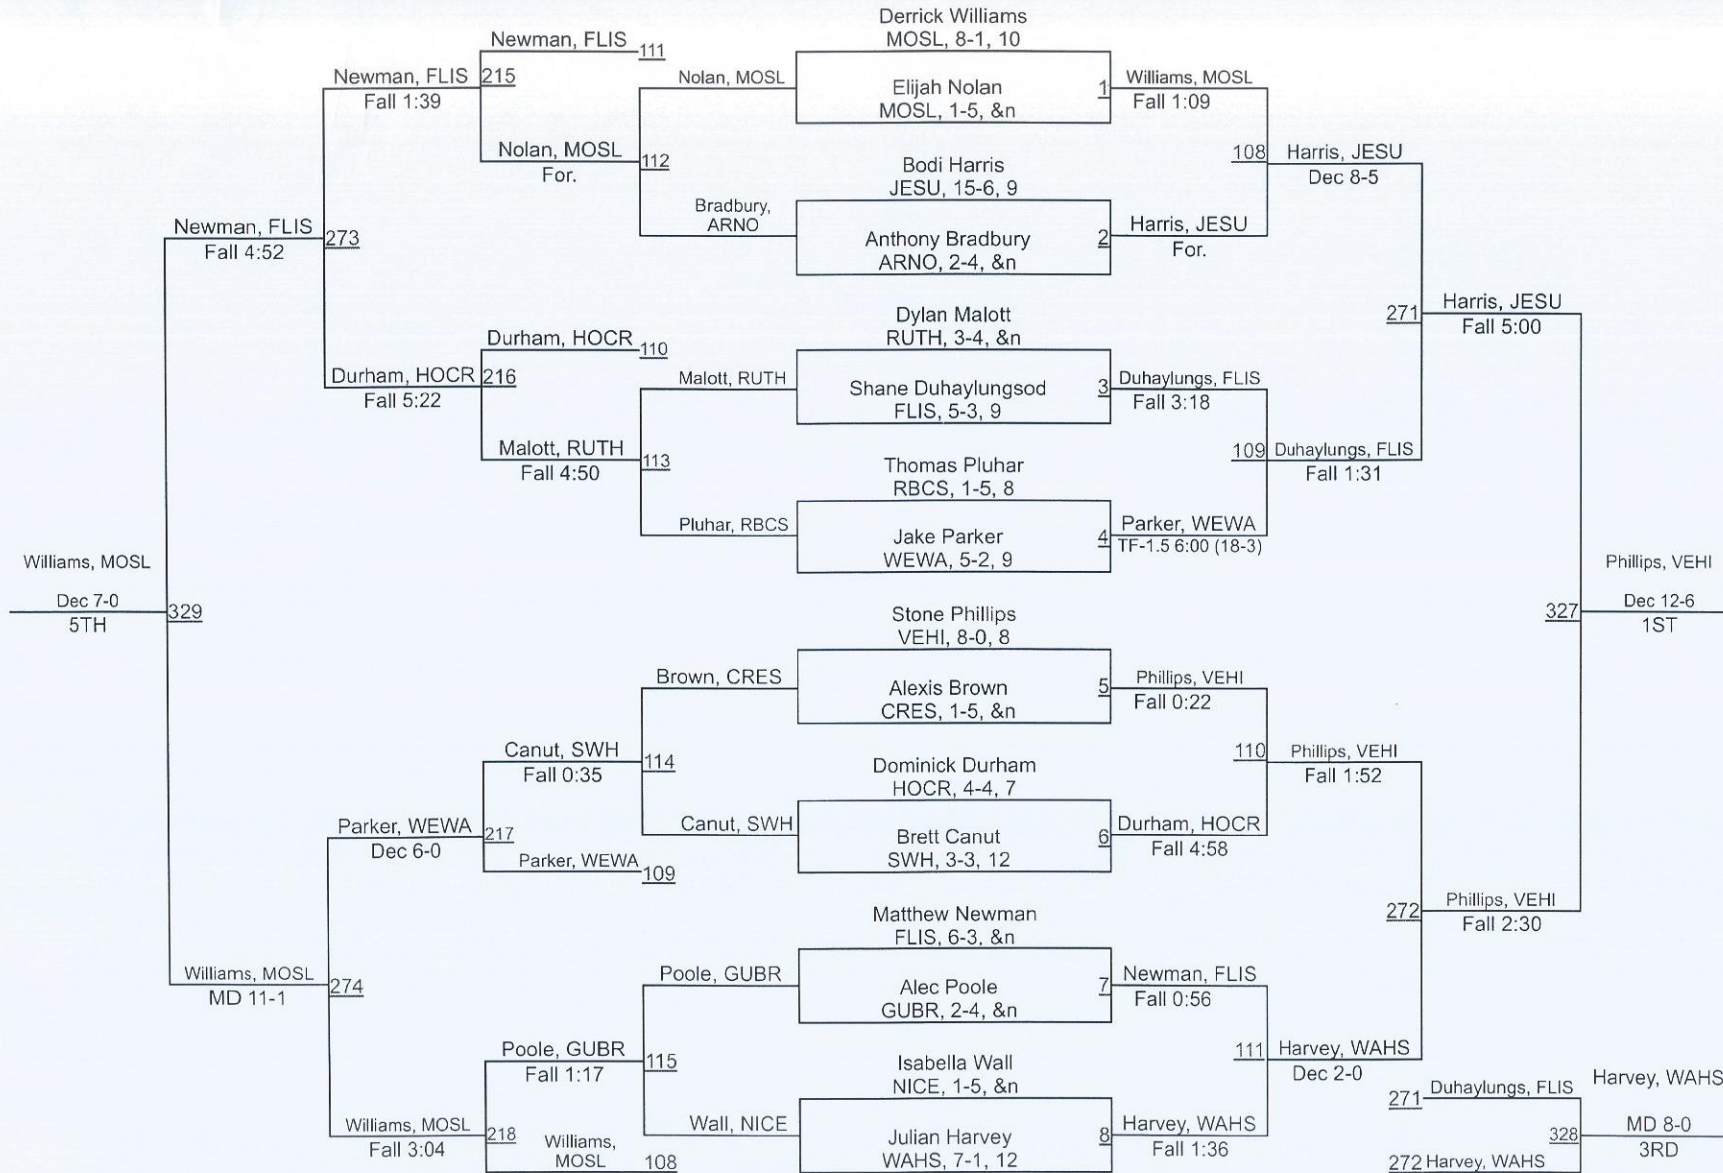 Derrick Williams
MOSL, 8-1, 10
Newman, FLIS
111
Newman, FLIS
215
Nolan, MOSL
Elijah Nolan
1
Williams, MOSL
Fall 1:39
MOSL, 1-5, &n
Fall 1:09
Nolan, MOSL
112
Bodi Harris
108
Harris, JESU
For.
JESU, 15-6, 9
Dec 8-5
Bradbury,
ARNO
Newman, FLIS
273
Anthony Bradbury
2
Harris, JESU
Fall 4:52
ARNO, 2-4, &n
For.
Dylan Malott
RUTH, 3-4, &n
271
Harris, JESU
Fall 5:00
Durham, HOCR
110
Durham, HOCR
216
Malott, RUTH
Shane Duhaylungsod
3
Duhaylungs, FLIS
Fall 5:22
FLIS, 5-3, 9
Fall 3:18
Malott, RUTH
113
Thomas Pluhar
109
Duhaylungs, FLIS
Fall 4:50
RBCS, 1-5, 8
Fall 1:31
Pluhar, RBCS
Jake Parker
4
Parker, WEWA
WEWA, 5-2, 9
TF-1.5 6:00 (18-3)
Williams, MOSL
Phillips, VEHI
Dec 7-0
329
Stone Phillips
327
Dec 12-6
5TH
VEHI, 8-0, 8
1ST
Brown, CRES
Alexis Brown
5
Phillips, VEHI
CRES, 1-5, &n
Fall 0:22
Canut, SWH
114
Dominick Durham
110
Phillips, VEHI
Fall 0:35
HOCR, 4-4, 7
Fall 1:52
Parker, WEWA
217
Canut, SWH
Brett Canut
6
Durham, HOCR
Dec 6-0
SWH, 3-3, 12
Fall 4:58
Parker, WEWA
109
Matthew Newman
FLIS, 6-3, &n
272
Phillips, VEHI
Fall 2:30
Williams, MOSL
274
Poole, GUBR
Alec Poole
7
Newman, FLIS
MD 11-1
GUBR, 2-4, &n
Fall 0:56
Poole, GUBR
115
Isabella Wall
111
Harvey, WAHS
Fall 1:17
NICE, 1-5, &n
Dec 2-0
271
Duhaylungs, FLIS
Harvey, WAHS
Williams, MOSL
218
Wall, NICE
Julian Harvey
8
Harvey, WAHS
328
MD 8-0
Fall 3:04
WAHS, 7-1, 12
Fall 1:36
3RD
Williams,
MOSL
108
272
Harvey, WAHS